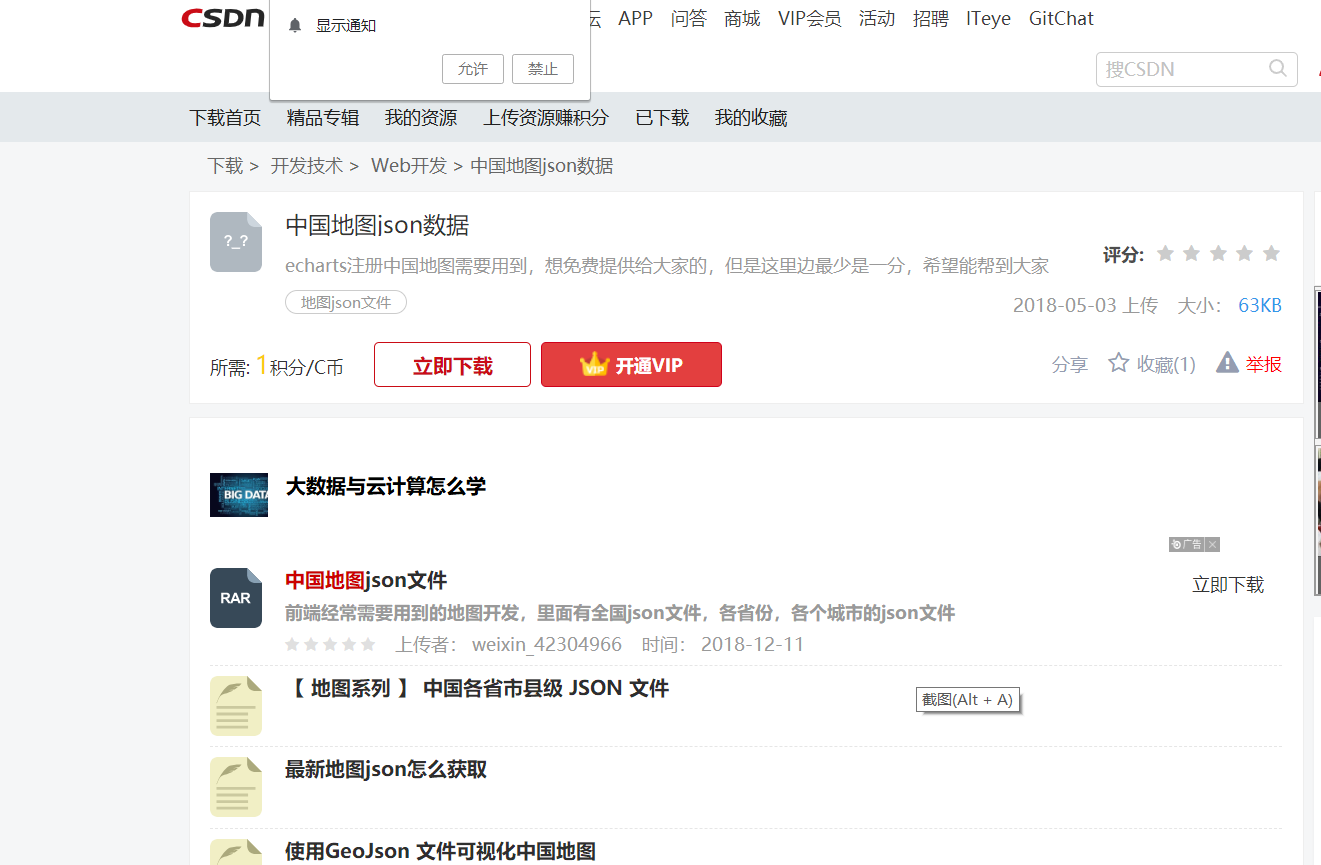 CSDN
显示通知
允许 禁止
云 APP 问答 商城 VIP会员 活动 招聘 ITeye GitChat
搜CSDN
下载首页 精品专辑 我的资源 上传资源赚积分 已下载 我的收藏
下载 > 开发技术 > Web开发 > 中国地图json数据
?_?
中国地图json数据
echarts注册中国地图需要用到，想免费提供给大家的，但是这里边最少是一分，希望能帮到大家
评分:
地图json文件
2018-05-03 上传 大小： 63KB
所需: 1积分/C币 立即下载 VIP 开通VIP
分享 收藏(1) 举报
BIG DATA
大数据与云计算怎么学
广告
RAR
中国地图json文件
立即下载
前端经常需要用到的地图开发，里面有全国json文件，各省份，各个城市的json文件
上传者： weixin_42304966 时间： 2018-12-11
【 地图系列 】 中国各省市县级 JSON 文件
截图(Alt + A)
最新地图json怎么获取
使用GeoJson 文件可视化中国地图